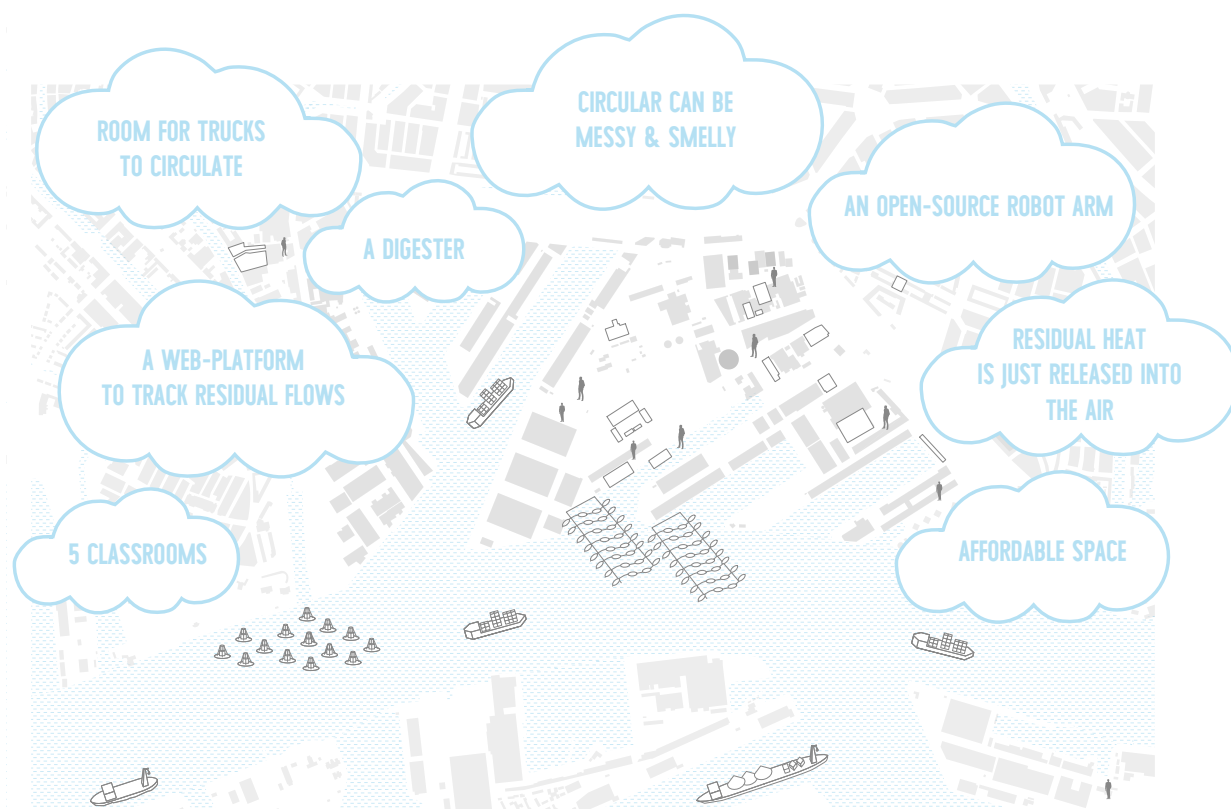 CIRCULAR CAN BE
MESSY & SMELLY
ROOM FOR TRUCKS
TO CIRCULATE
AN OPEN-SOURCE ROBOT ARM
A DIGESTER
A WEB-PLATFORM
TO TRACK RESIDUAL FLOWS
RESIDUAL HEAT
IS JUST RELEASED INTO
THE AIR
5 CLASSROOMS
AFFORDABLE SPACE